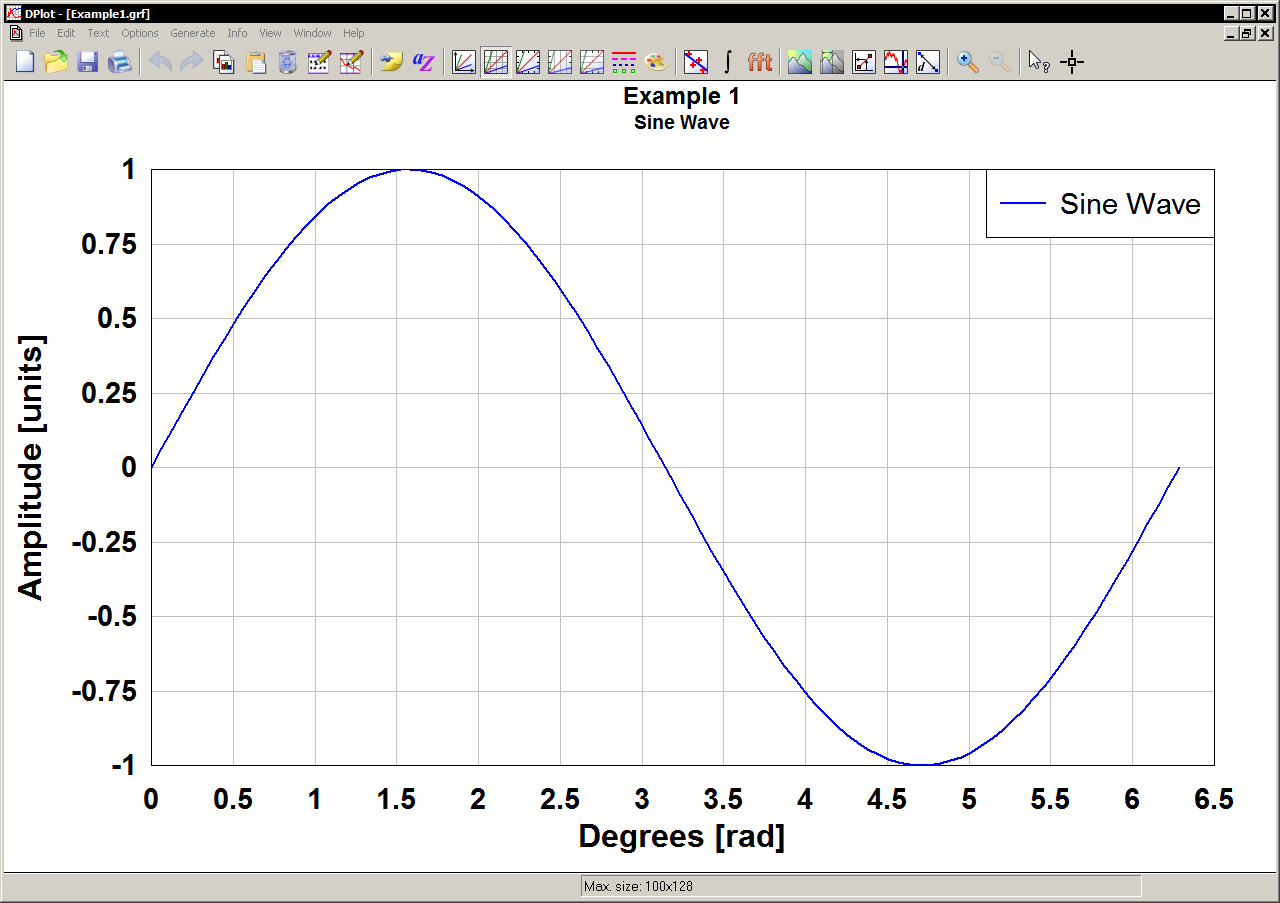 DPlot - [Example1.grf]
File Edit Text Options Generate Info View Window Help
aZ ∫ fft d ?
Example 1
Sine Wave
Sine Wave
1
0.75
0.5
0.25
0
-0.25
-0.5
-0.75
-1
Amplitude [units]
0 0.5 1 1.5 2 2.5 3 3.5 4 4.5 5 5.5 6 6.5
Degrees [rad]
Max. size: 100x128